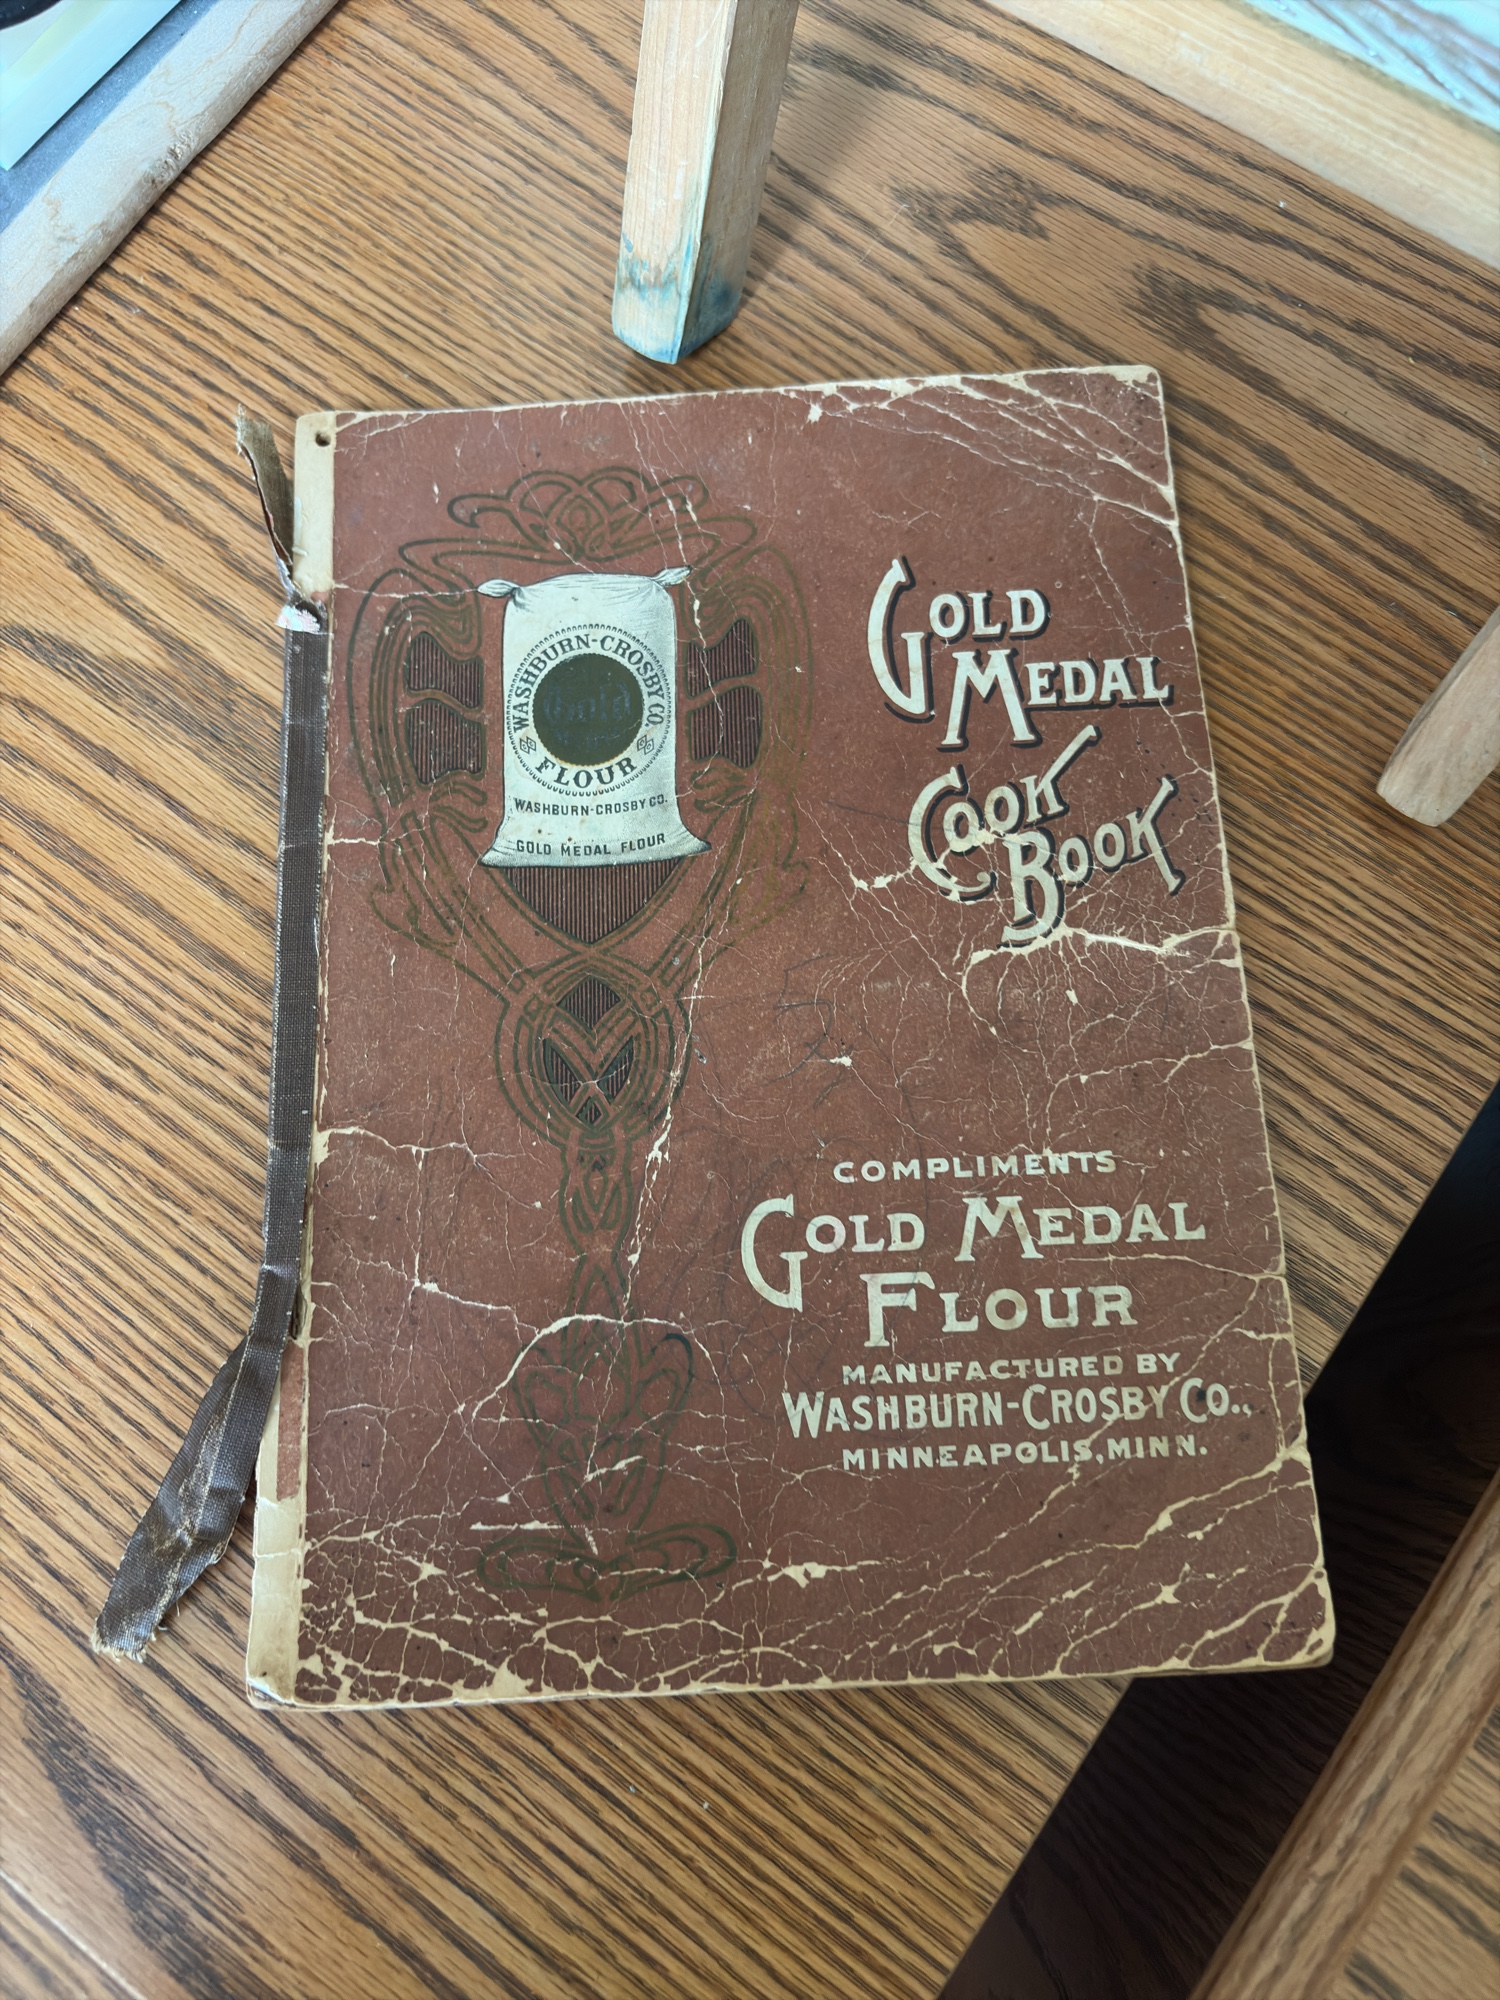 WASHBURN-CROSBY CO.
Gold
FLOUR
WASHBURN-CROSBY CO.
GOLD MEDAL FLOUR
GOLD
MEDAL
COOK
BOOK
COMPLIMENTS
GOLD MEDAL
FLOUR
MANUFACTURED BY
WASHBURN-CROSBY CO.,
MINNEAPOLIS, MINN.